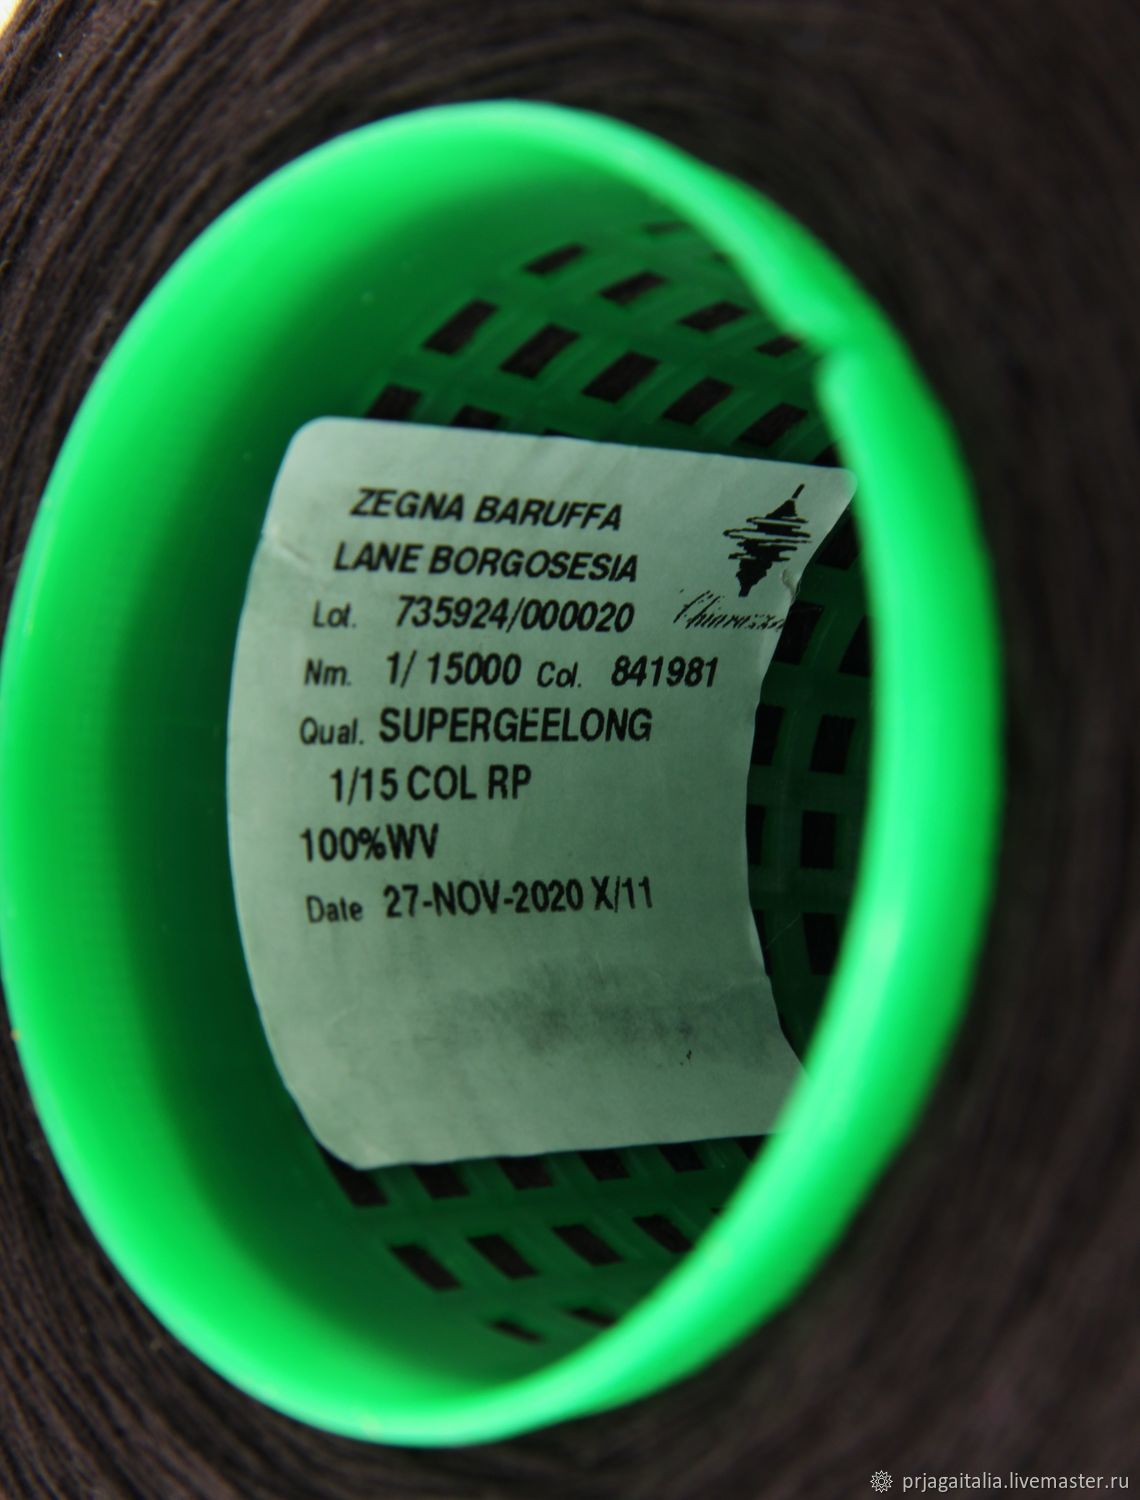 ZEGNA BARUFFA
LANE BORGOSESIA
Lot. 735924/000020
Nm. 1/ 15000 Col. 841981
Qual. SUPERGEELONG
1/15 COL RP
100%WV
Date 27-NOV-2020 X/11
prjagaitalia.livemaster.ru